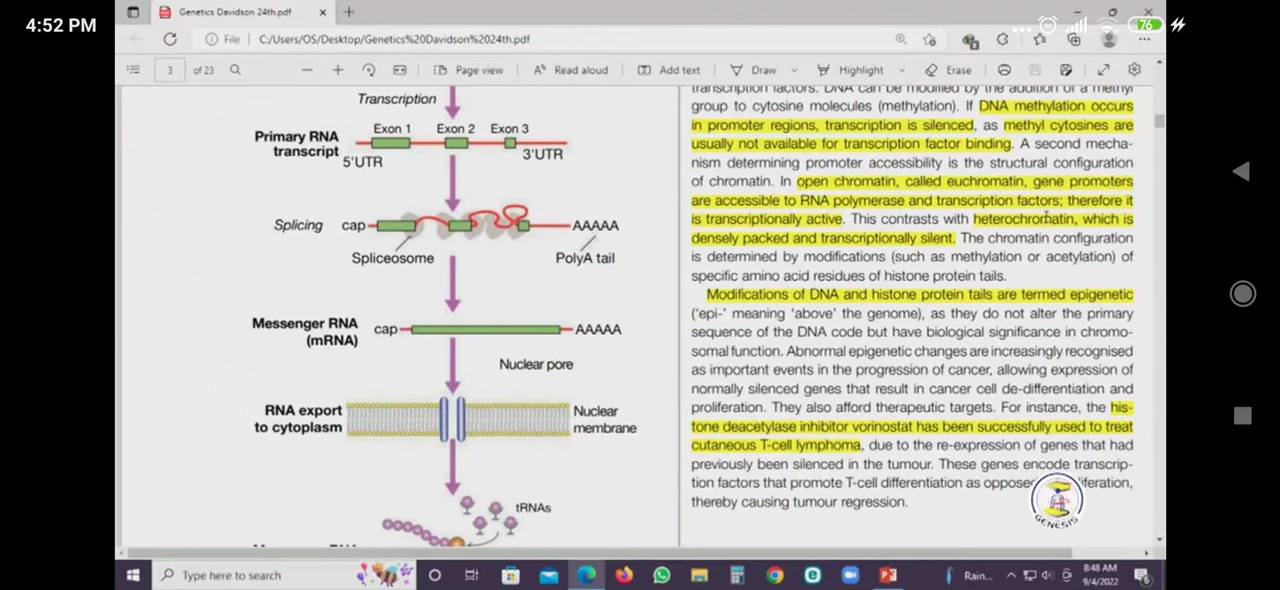 4:52 PM
76
Genetics Davidson 24th.pdf
File
C:/Users/OS/Desktop/Genetics%20Davidson%2024th.pdf
3 of 23
Page view
Read aloud
Add text
Draw
Highlight
Erase
Transcription
Primary RNA
transcript
Exon 1 Exon 2 Exon 3
5'UTR
3'UTR
Splicing
cap
AAAAA
Spliceosome
PolyA tail
Messenger RNA
(mRNA)
cap
AAAAA
Nuclear pore
RNA export
to cytoplasm
Nuclear
membrane
tRNAs
transcription factors. DNA can be modified by the addition of a methyl
group to cytosine molecules (methylation). If DNA methylation occurs
in promoter regions, transcription is silenced, as methyl cytosines are
usually not available for transcription factor binding. A second mecha-
nism determining promoter accessibility is the structural configuration
of chromatin. In open chromatin, called euchromatin, gene promoters
are accessible to RNA polymerase and transcription factors; therefore it
is transcriptionally active. This contrasts with heterochromatin, which is
densely packed and transcriptionally silent. The chromatin configuration
is determined by modifications (such as methylation or acetylation) of
specific amino acid residues of histone protein tails.
Modifications of DNA and histone protein tails are termed epigenetic
('epi-' meaning 'above' the genome), as they do not alter the primary
sequence of the DNA code but have biological significance in chromo-
somal function. Abnormal epigenetic changes are increasingly recognised
as important events in the progression of cancer, allowing expression of
normally silenced genes that result in cancer cell de-differentiation and
proliferation. They also afford therapeutic targets. For instance, the his-
tone deacetylase inhibitor vorinostat has been successfully used to treat
cutaneous T-cell lymphoma, due to the re-expression of genes that had
previously been silenced in the tumour. These genes encode transcrip-
tion factors that promote T-cell differentiation as
thereby causing tumour regression.
GENESIS
Type here to search
Rain...
8:48 AM
9/4/2022